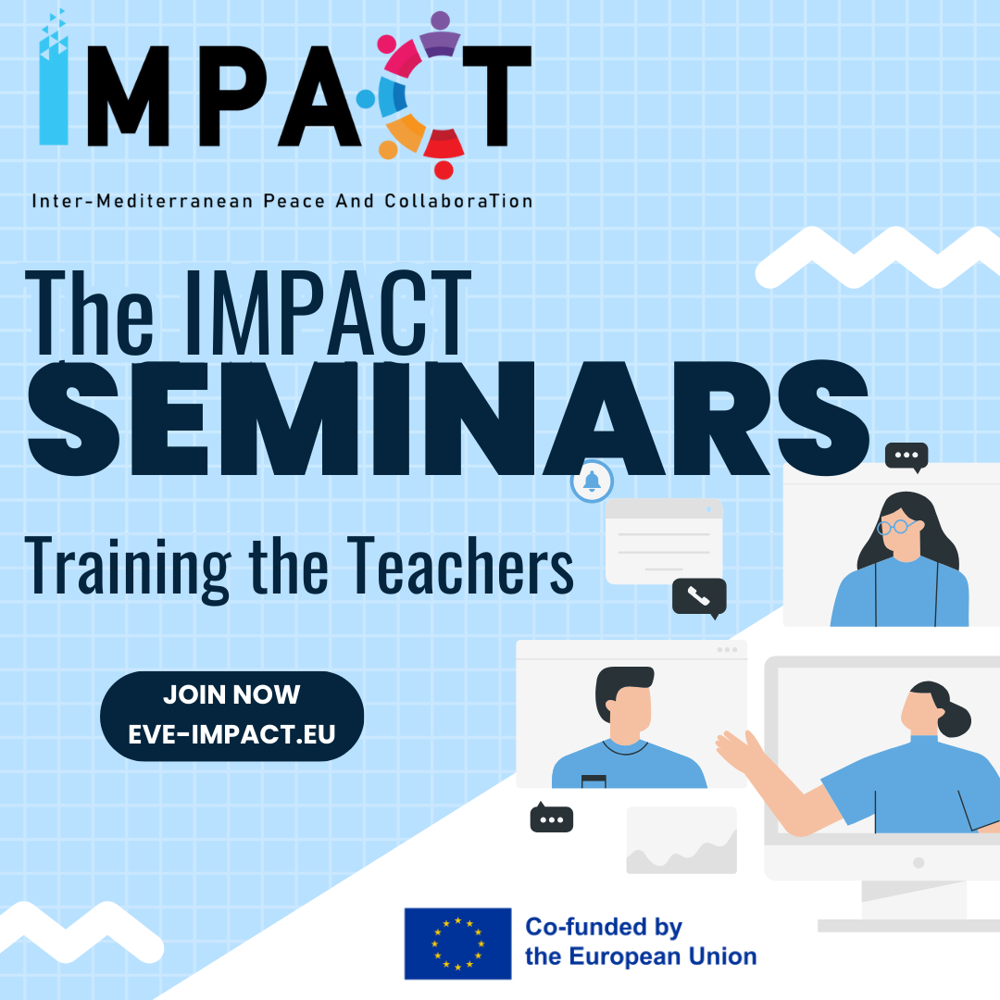 IMPACT
Inter-Mediterranean Peace And CollaboraTion
The IMPACT
SEMINARS
Training the Teachers
JOIN NOW
EVE-IMPACT.EU
Co-funded by
the European Union